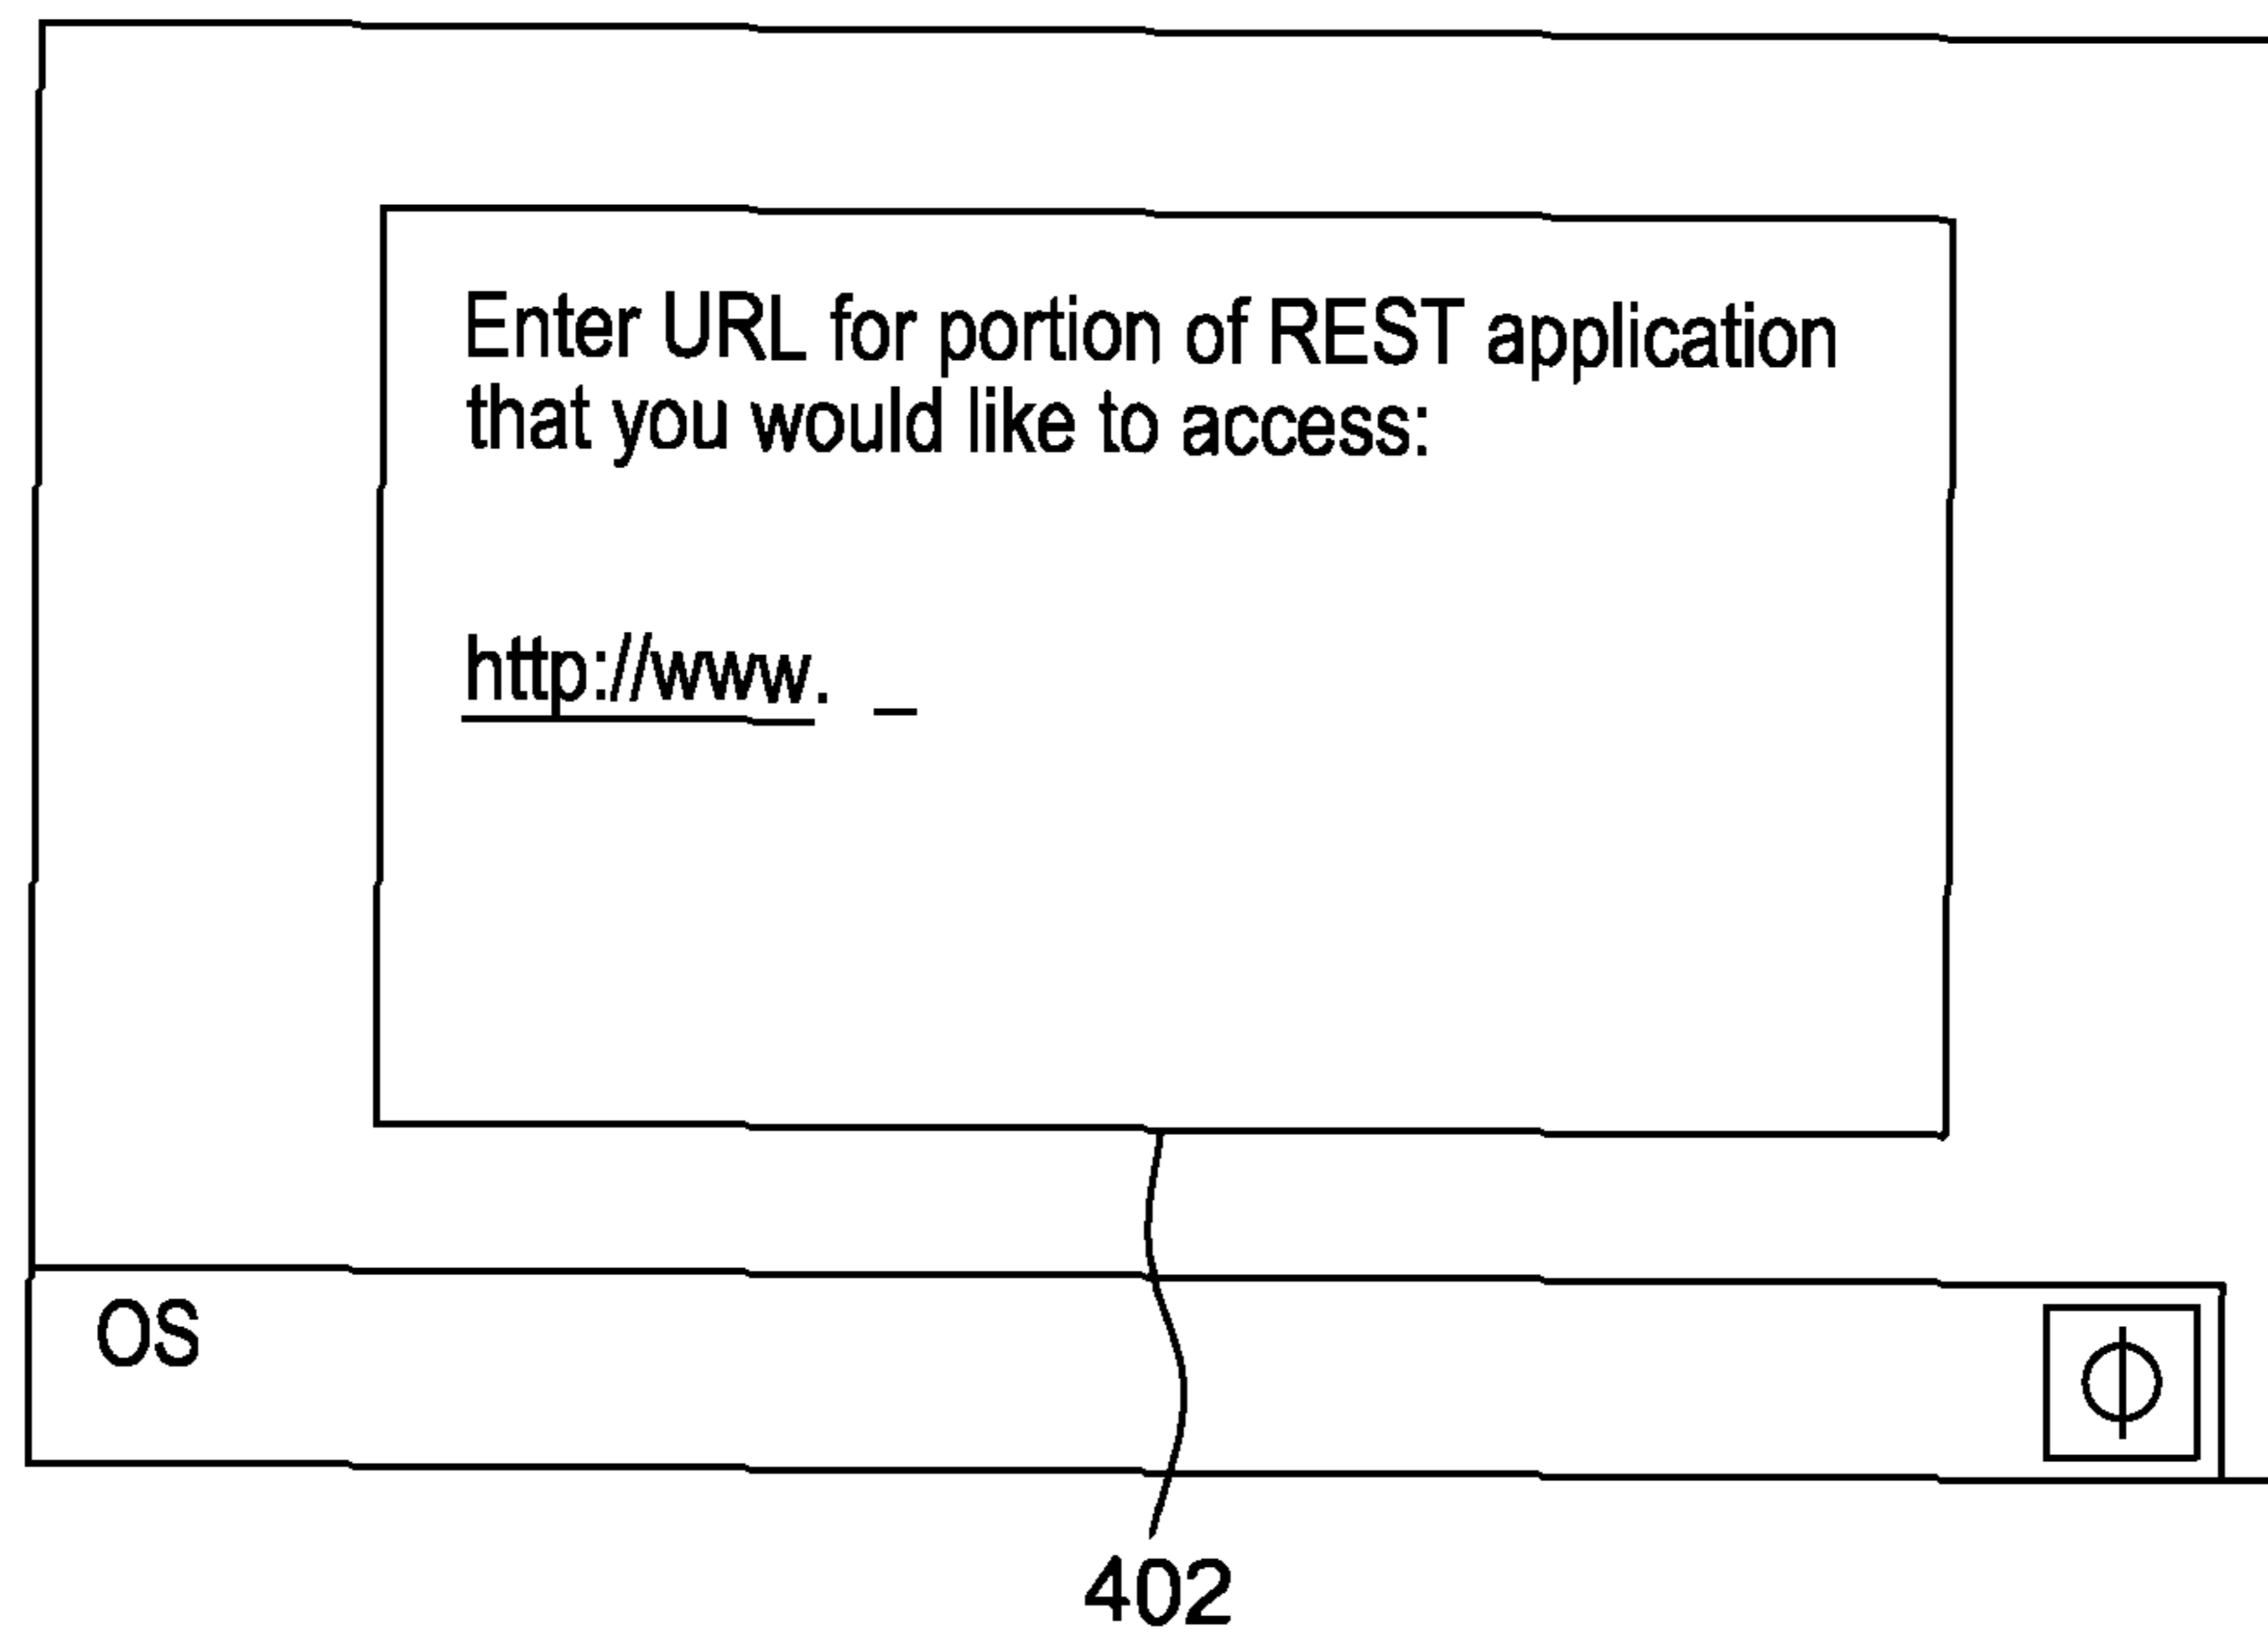 Enter URL for portion of REST application
that you would like to access:
http://www. _
OS
402